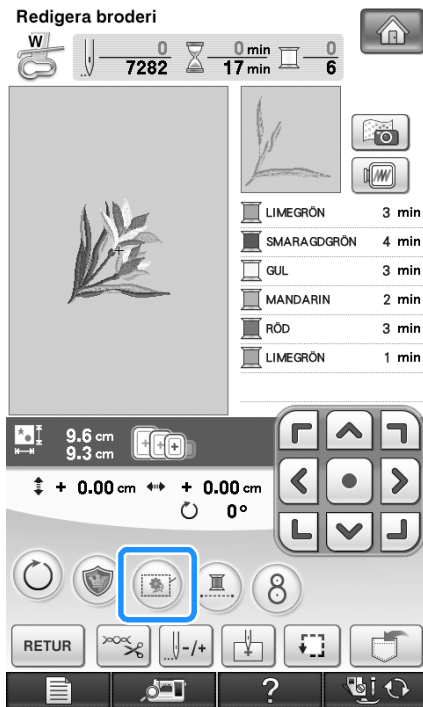 Redigera broderi
W
0 0 min 0
7282 17 min 6
LIMEGRÖN 3 min
SMARAGDGRÖN 4 min
GUL 3 min
MANDARIN 2 min
RÖD 3 min
LIMEGRÖN 1 min
9.6 cm
9.3 cm
+ 0.00 cm + 0.00 cm
0°
8
RETUR
-/+
?